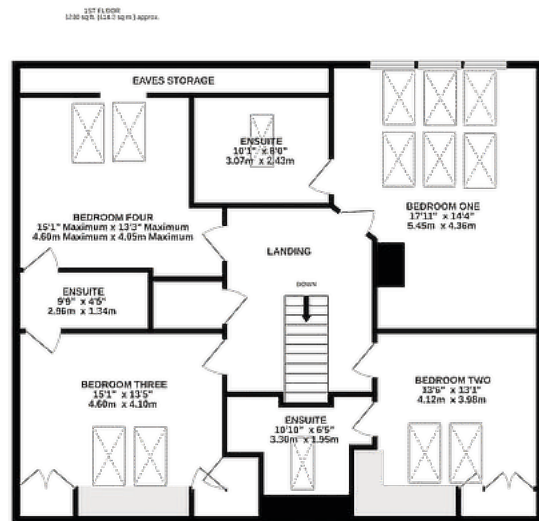 1ST FLOOR
EAVES STORAGE
ENSUITE
10'1" x 8'0"
3.07m x 2.43m
BEDROOM ONE
17'11" x 14'4"
5.45m x 4.36m
BEDROOM FOUR
15'1" Maximum x 13'3" Maximum
4.60m Maximum x 4.05m Maximum
LANDING
DOWN
ENSUITE
9'9" x 4'5"
2.96m x 1.34m
BEDROOM THREE
15'1" x 13'5"
4.60m x 4.10m
BEDROOM TWO
13'6" x 13'1"
4.12m x 3.98m
ENSUITE
10'10" x 6'5"
3.30m x 1.95m